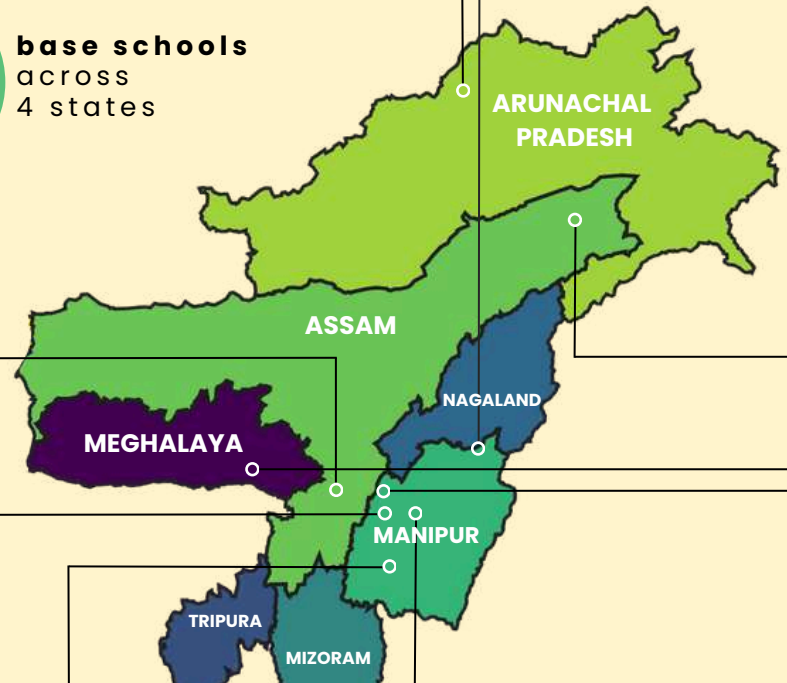 base schools
across
4 states
ARUNACHAL
PRADESH
ASSAM
NAGALAND
MEGHALAYA
MANIPUR
TRIPURA
MIZORAM